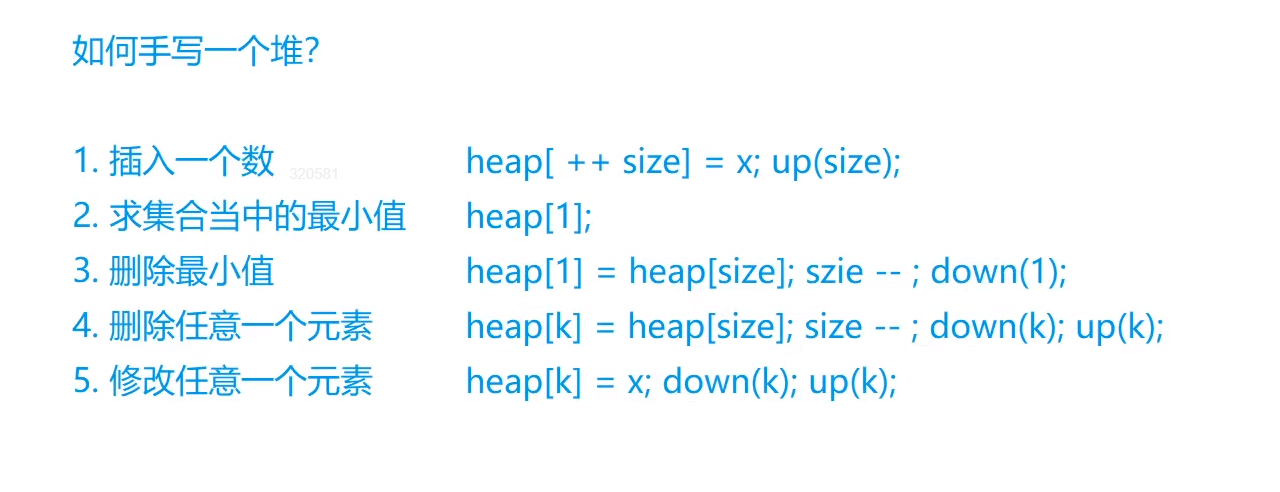 如何手写一个堆?
1. 插入一个数 heap[ ++ size] = x; up(size);
320581
2. 求集合当中的最小值 heap[1];
3. 删除最小值 heap[1] = heap[size]; szie -- ; down(1);
4. 删除任意一个元素 heap[k] = heap[size]; size -- ; down(k); up(k);
5. 修改任意一个元素 heap[k] = x; down(k); up(k);